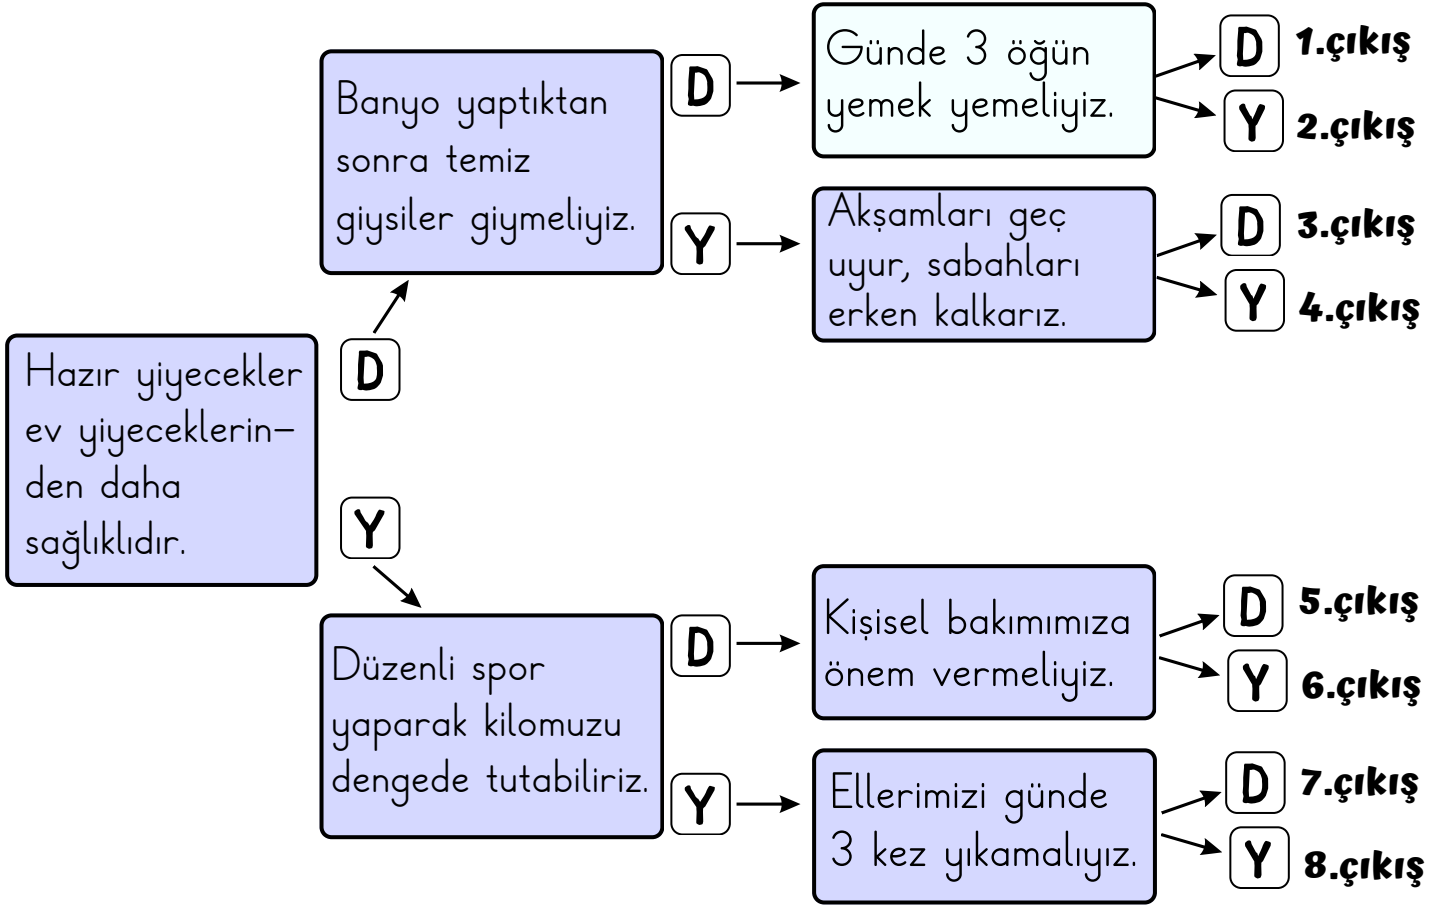 Hazır yiyecekler
ev yiyeceklerin-
den daha
sağlıklıdır.
D
Y
Banyo yaptıktan
sonra temiz
giysiler giymeliyiz.
D
Y
Günde 3 öğün
yemek yemeliyiz.
D 1.çıkış
Y 2.çıkış
Akşamları geç
uyur, sabahları
erken kalkarız.
D 3.çıkış
Y 4.çıkış
Düzenli spor
yaparak kilomuzu
dengede tutabiliriz.
D
Y
Kişisel bakımımıza
önem vermeliyiz.
D 5.çıkış
Y 6.çıkış
Ellerimizi günde
3 kez yıkamalıyız.
D 7.çıkış
Y 8.çıkış